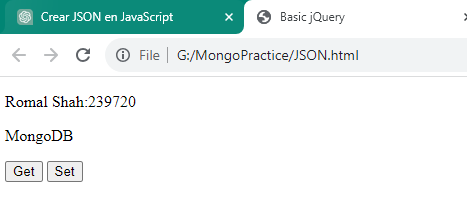 Crear JSON en JavaScript
Basic jQuery
File G:/MongoPractice/JSON.html
Romal Shah:239720
MongoDB
Get Set